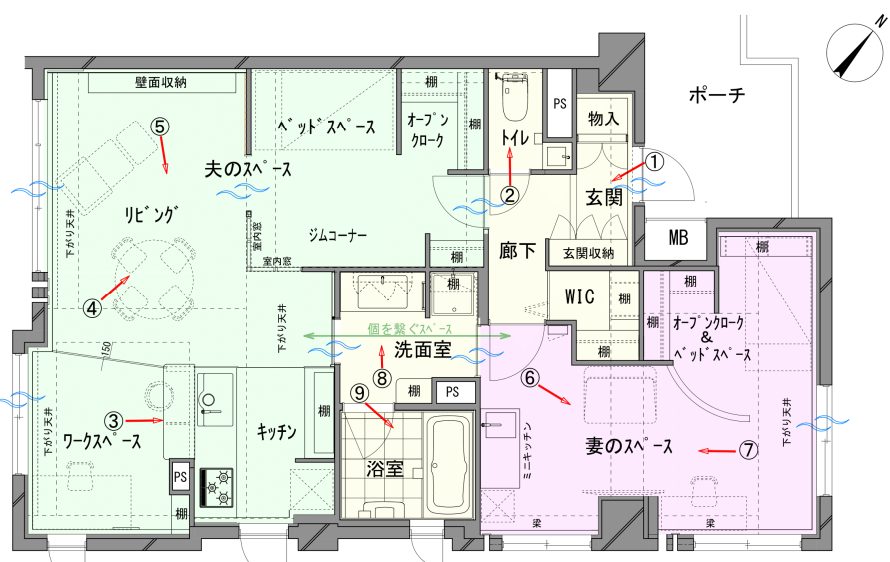 N
壁面収納
ベッドスペース
棚
オープン
クローク
棚
トイレ
PS
物入
ポーチ
⑤
夫のスペース
①
②
玄関
リビング
ジムコーナー
室内窓
室内窓
下がり天井
廊下
玄関収納
棚
MB
棚
④
WIC
棚
棚
棚
棚
オープンクローク
&
ベッドスペース
棚
個を繋ぐスペース
洗面室
下がり天井
150
⑧
⑥
棚
PS
⑨
③
ワークスペース
下がり天井
キッチン
棚
浴室
ミニキッチン
妻のスペース
⑦
下がり天井
PS
棚
梁
梁